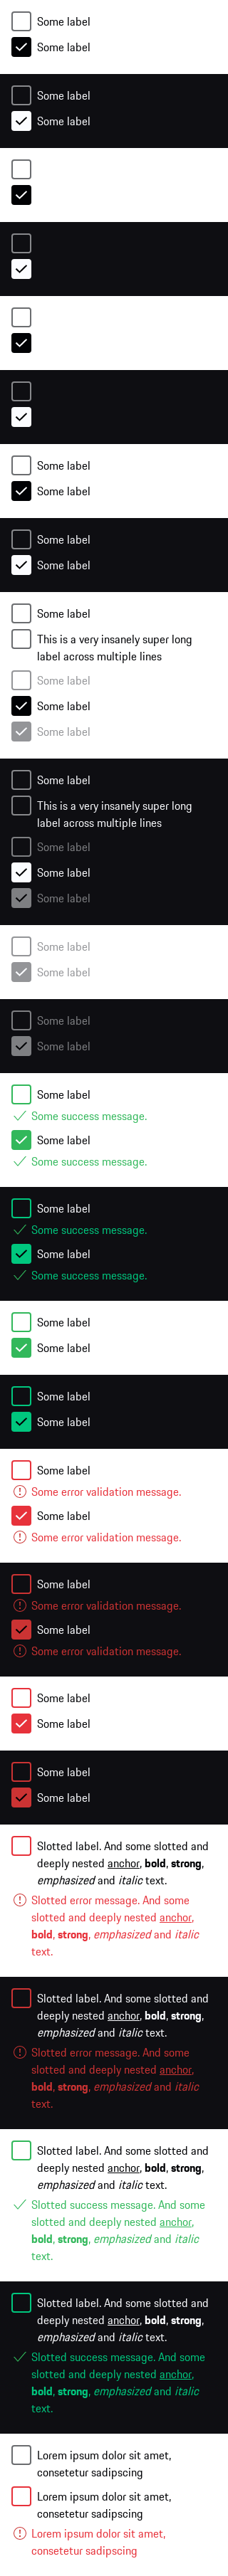 Some label
Some label
Some label
Some label
Some label
Some label
Some label
Some label
Some label
This is a very insanely super long
label across multiple lines
Some label
Some label
Some label
Some label
This is a very insanely super long
label across multiple lines
Some label
Some label
Some label
Some label
Some label
Some label
Some label
Some label
Some success message.
Some label
Some success message.
Some label
Some success message.
Some label
Some success message.
Some label
Some label
Some label
Some label
Some label
Some error validation message.
Some label
Some error validation message.
Some label
Some error validation message.
Some label
Some error validation message.
Some label
Some label
Some label
Some label
Slotted label. And some slotted and
deeply nested anchor, bold, strong,
emphasized and italic text.
Slotted error message. And some
slotted and deeply nested anchor,
bold, strong, emphasized and italic
text.
Slotted label. And some slotted and
deeply nested anchor, bold, strong,
emphasized and italic text.
Slotted error message. And some
slotted and deeply nested anchor,
bold, strong, emphasized and italic
text.
Slotted label. And some slotted and
deeply nested anchor, bold, strong,
emphasized and italic text.
Slotted success message. And some
slotted and deeply nested anchor,
bold, strong, emphasized and italic
text.
Slotted label. And some slotted and
deeply nested anchor, bold, strong,
emphasized and italic text.
Slotted success message. And some
slotted and deeply nested anchor,
bold, strong, emphasized and italic
text.
Lorem ipsum dolor sit amet,
consetetur sadipscing
Lorem ipsum dolor sit amet,
consetetur sadipscing
Lorem ipsum dolor sit amet,
consetetur sadipscing